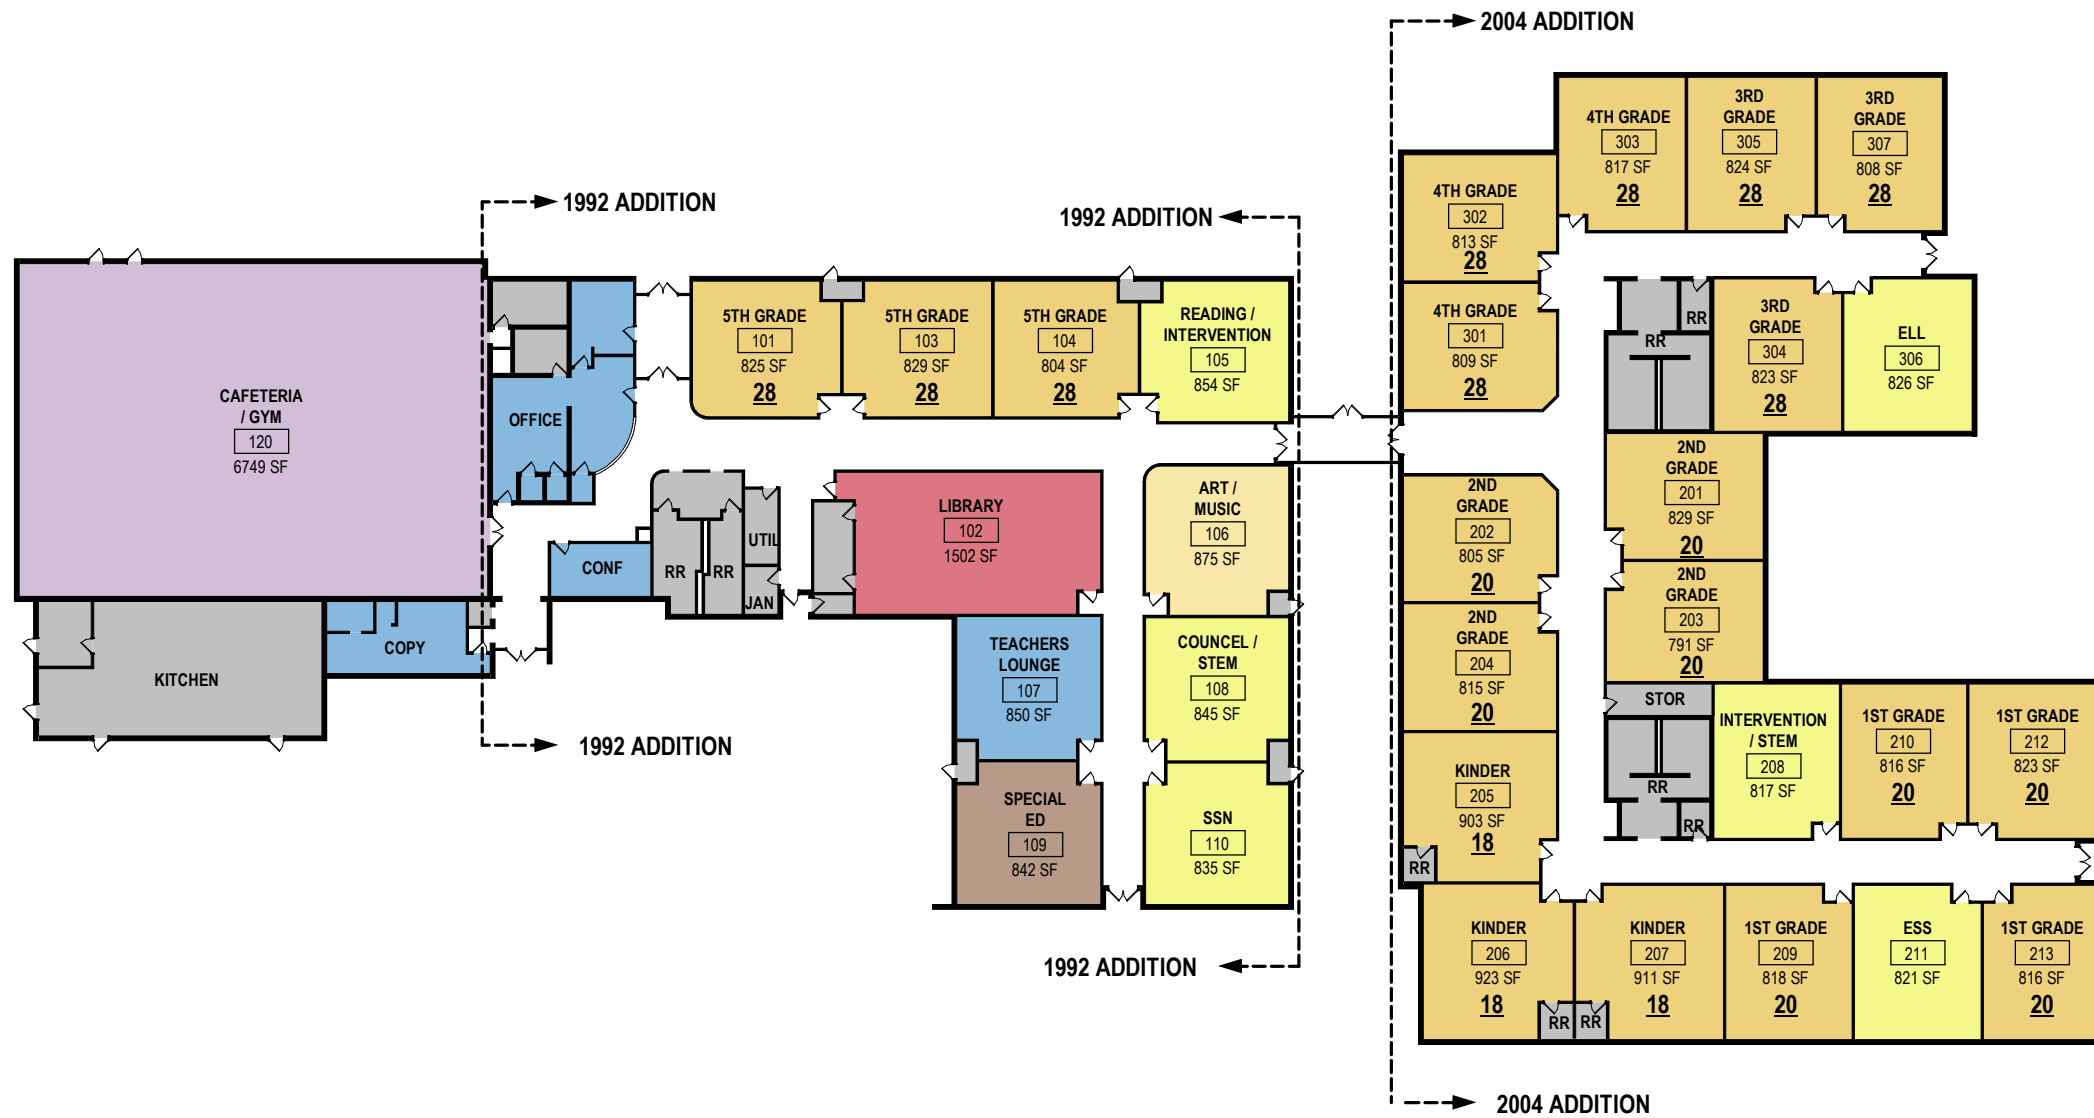 2004 ADDITION
1992 ADDITION
1992 ADDITION
CAFETERIA
/ GYM
120
6749 SF
OFFICE
5TH GRADE
101
825 SF
28
5TH GRADE
103
829 SF
28
5TH GRADE
104
804 SF
28
READING /
INTERVENTION
105
854 SF
CONF
RR
RR
UTIL
JAN
LIBRARY
102
1502 SF
ART /
MUSIC
106
875 SF
KITCHEN
COPY
TEACHERS
LOUNGE
107
850 SF
COUNCEL /
STEM
108
845 SF
SPECIAL
ED
109
842 SF
SSN
110
835 SF
1992 ADDITION
1992 ADDITION
4TH GRADE
303
817 SF
28
3RD
GRADE
305
824 SF
28
3RD
GRADE
307
808 SF
28
4TH GRADE
302
813 SF
28
4TH GRADE
301
809 SF
28
RR
RR
3RD
GRADE
304
823 SF
28
ELL
306
826 SF
2ND
GRADE
202
805 SF
20
2ND
GRADE
201
829 SF
20
2ND
GRADE
204
815 SF
20
2ND
GRADE
203
791 SF
20
STOR
INTERVENTION
/ STEM
208
817 SF
1ST GRADE
210
816 SF
20
1ST GRADE
212
823 SF
20
KINDER
205
903 SF
18
RR
RR
RR
KINDER
206
923 SF
18
RR
KINDER
207
911 SF
18
RR
1ST GRADE
209
818 SF
20
ESS
211
821 SF
1ST GRADE
213
816 SF
20
2004 ADDITION